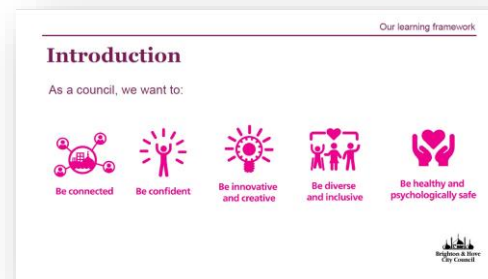 Our learning framework
Introduction
As a council, we want to:
Be connected
Be confident
Be innovative
and creative
Be diverse
and inclusive
Be healthy and
psychologically safe
Brighton & Hove
City Council